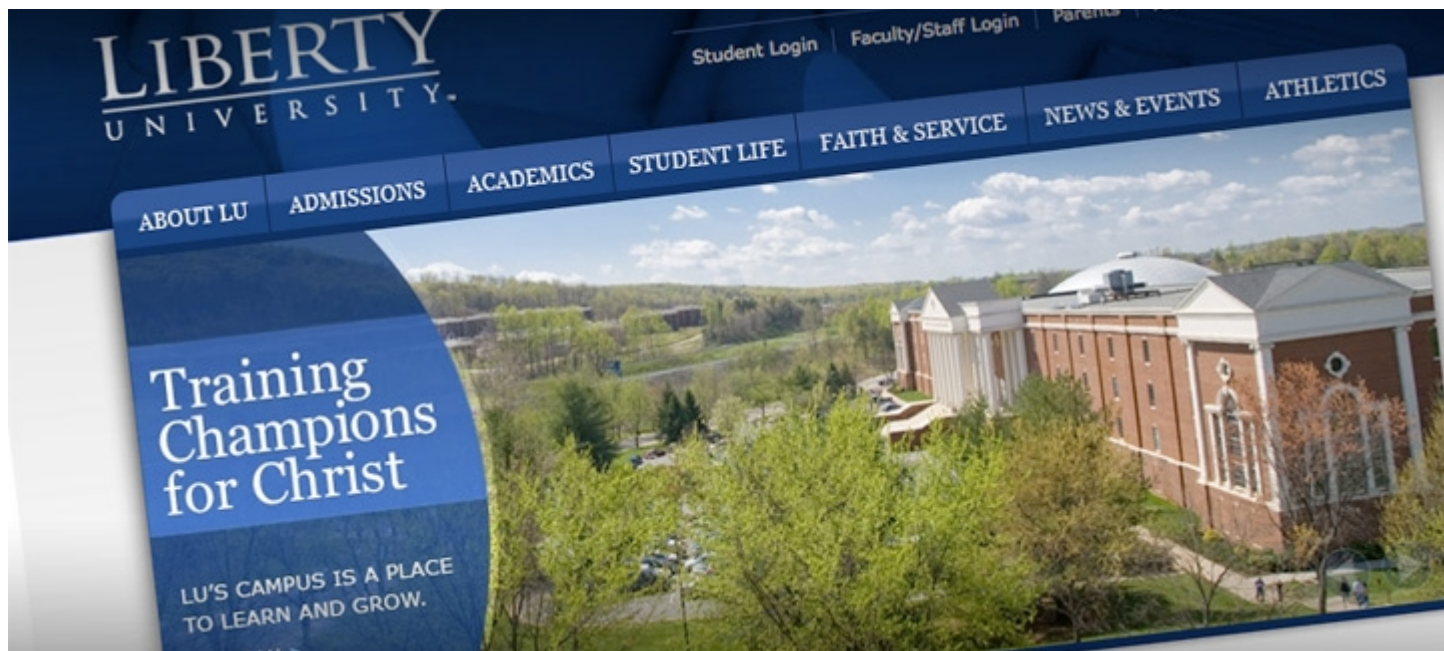 LIBERTY
UNIVERSITY™
Student Login
Faculty/Staff Login
Parents
ABOUT LU
ADMISSIONS
ACADEMICS
STUDENT LIFE
FAITH & SERVICE
NEWS & EVENTS
ATHLETICS
Training
Champions
for Christ
LU'S CAMPUS IS A PLACE
TO LEARN AND GROW.